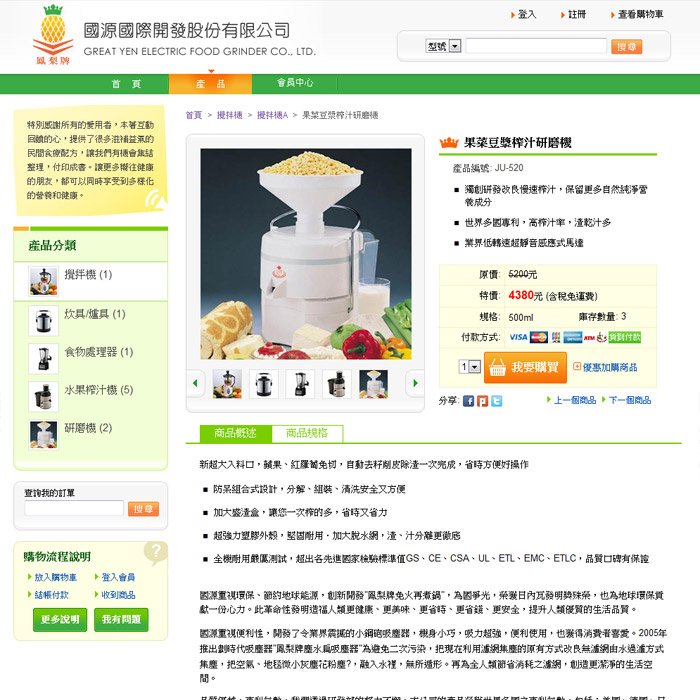 鳳梨牌
國源國際開發股份有限公司
GREAT YEN ELECTRIC FOOD GRINDER CO., LTD.
登入 註冊 查看購物車
型號 搜尋
首 頁 產 品 會員中心
特別感謝所有的愛用者，本著互動
回饋的心，提供了很多滋補益氣的
民間食療配方，讓我們有機會集結
整理，付印成書。讓更多嚮往健康
的朋友，都可以同時享受到多樣化
的營養和健康。
產品分類
攪拌機 (1)
炊具/爐具 (1)
食物處理器 (1)
水果榨汁機 (5)
研磨機 (2)
查詢我的訂單
搜尋
購物流程說明
放入購物車 登入會員
結帳付款 收到商品
更多說明 我有問題
首頁 > 攪拌機 > 攪拌機A > 果菜豆漿榨汁研磨機
果菜豆漿榨汁研磨機
產品編號: JU-520
獨創研發改良慢速榨汁，保留更多自然純淨營
養成分
世界多國專利，高榨汁率，渣乾汁多
業界低轉速超靜音感應式馬達
原價: 5200元
特價: 4380元 (含稅免運費)
規格: 500ml 庫存數量: 3
付款方式: VISA ATM 貨到付款
1 我要購買 優惠加購商品
分享: 上一個商品 下一個商品
商品概述 商品規格
新超大入料口，蘋果、紅蘿蔔免切，自動去籽削皮除渣一次完成，省時方便好操作
防呆組合式設計，分解、組裝、清洗安全又方便
加大盛渣盒，讓您一次榨的多，省時又省力
超強力塑膠外殼，堅固耐用、加大脫水網，渣、汁分離更徹底
全機耐用嚴厲測試，超出各先進國家檢驗標準值GS、CE、CSA、UL、ETL、EMC、ETLC，品質口碑有保證
國源重視環保、節約地球能源，創新開發"鳳梨牌免火再煮鍋"，為國爭光，榮獲日內瓦發明獎殊榮，也為地球環保貢
獻一份心力。此革命性發明造福人類更健康、更美味、更省時、更省錢、更安全，提升人類優質的生活品質。
國源重視便利性，開發了令業界震撼的小鋼砲吸塵器，機身小巧，吸力超強，便利使用，也獲得消費者喜愛。2005年
推出劃時代吸塵器"鳳梨牌塵水扁吸塵器"為避免二次污染，把現在利用濾網集塵的原有方式改良無濾網由水過濾方式
集塵，把空氣、地毯微小灰塵花粉塵?，融入水裡，無所遁形。再為全人類節省消耗之濾網，創造更潔淨的生活空
間。